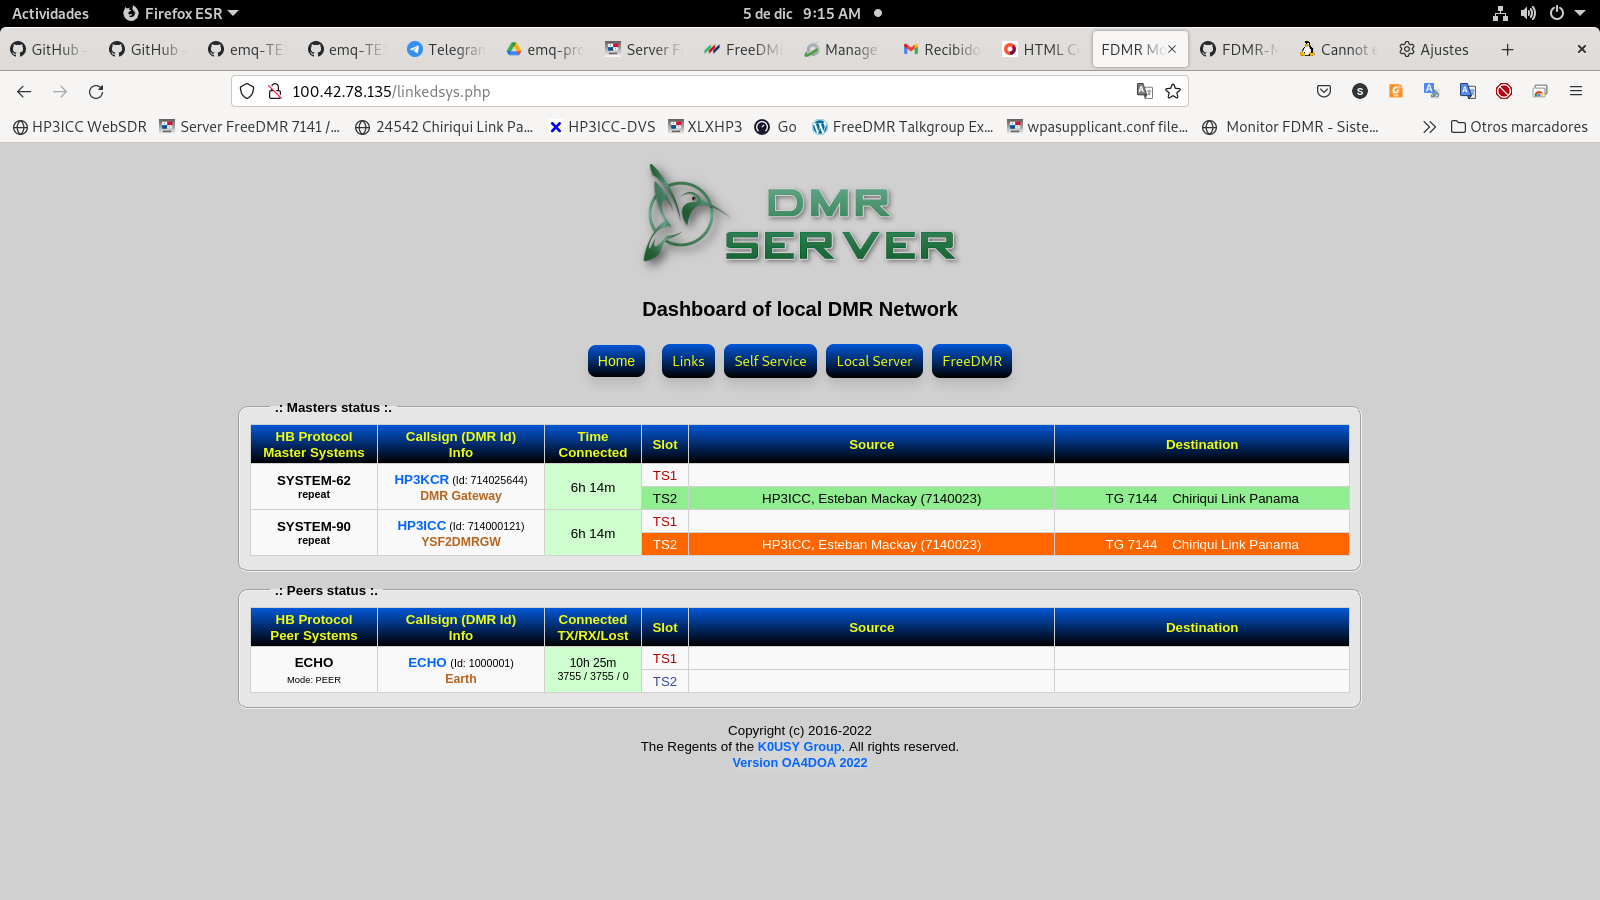 Actividades Firefox ESR 5 de dic 9:15 AM
GitHub - GitHub - emq-TE emq-TE Telegram emq-pro Server F FreeDM Manage Recibido HTML C FDMR Mo FDMR-M Cannot e Ajustes
100.42.78.135/linkedsys.php
HP3ICC WebSDR Server FreeDMR 7141 /... 24542 Chiriqui Link Pa... HP3ICC-DVS XLXHP3 Go FreeDMR Talkgroup Ex... wpasupplicant.conf file... Monitor FDMR - Siste... Otros marcadores
DMR
SERVER
Dashboard of local DMR Network
Home Links Self Service Local Server FreeDMR
.: Masters status :.
HB Protocol Master Systems Callsign (DMR Id) Info Time Connected Slot Source Destination
SYSTEM-62 repeat HP3KCR (Id: 714025644) DMR Gateway 6h 14m TS1
TS2 HP3ICC, Esteban Mackay (7140023) TG 7144 Chiriqui Link Panama
SYSTEM-90 repeat HP3ICC (Id: 714000121) YSF2DMRGW 6h 14m TS1
TS2 HP3ICC, Esteban Mackay (7140023) TG 7144 Chiriqui Link Panama
.: Peers status :.
HB Protocol Peer Systems Callsign (DMR Id) Info Connected TX/RX/Lost Slot Source Destination
ECHO Mode: PEER ECHO (Id: 1000001) Earth 10h 25m 3755 / 3755 / 0 TS1
TS2
Copyright (c) 2016-2022
The Regents of the K0USY Group. All rights reserved.
Version OA4DOA 2022